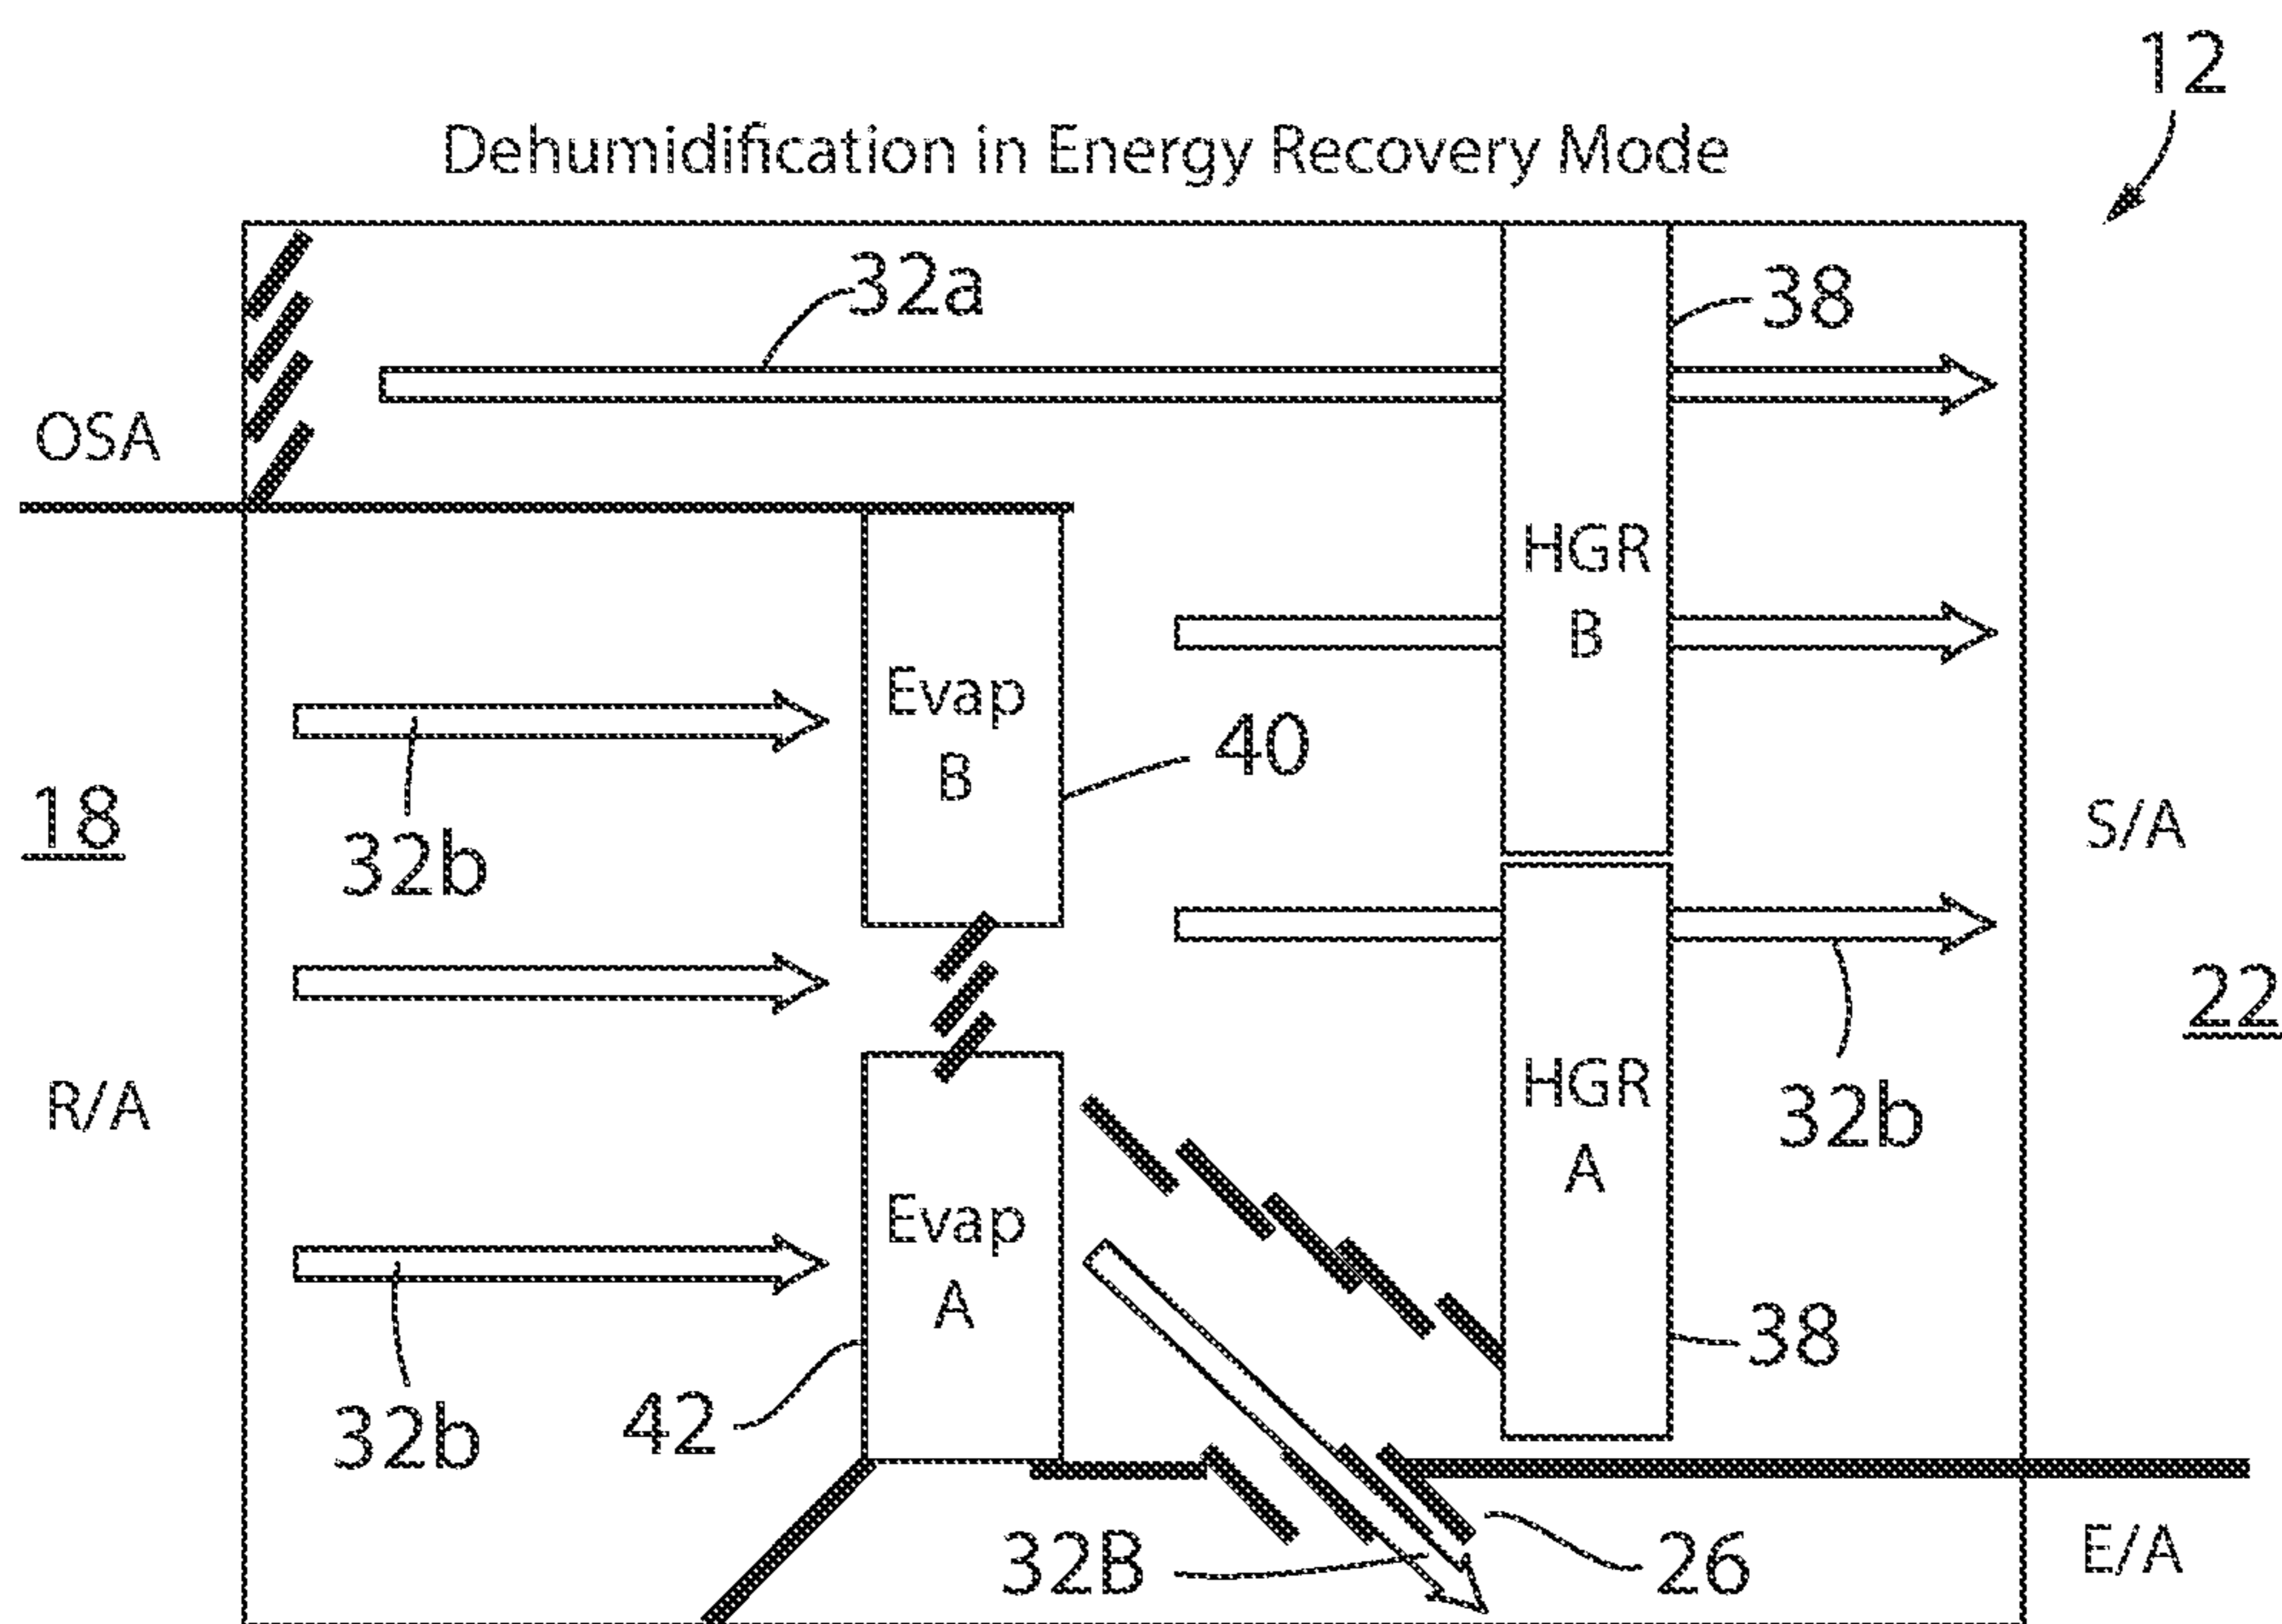 12
Dehumidification in Energy Recovery Mode
32a
38
OSA
HGR
B
Evap
B
40
18
32b
S/A
22
R/A
HGR
A
32b
Evap
A
42
32b
38
32B
26
E/A